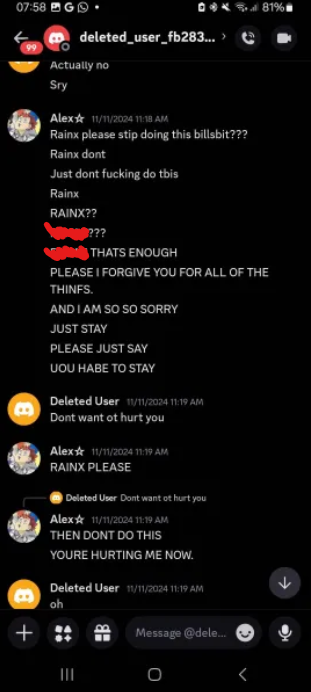 07:58
81%
99
deleted_user_fb283...
Actually no
Sry
Alex☆ 11/11/2024 11:18 AM
Rainx please stip doing this billsbit???
Rainx dont
Just dont fucking do tbis
Rainx
RAINX??
???
THATS ENOUGH
PLEASE I FORGIVE YOU FOR ALL OF THE
THINFS.
AND I AM SO SO SORRY
JUST STAY
PLEASE JUST SAY
UOU HABE TO STAY
Deleted User 11/11/2024 11:19 AM
Dont want ot hurt you
Alex☆ 11/11/2024 11:19 AM
RAINX PLEASE
Deleted User Dont want ot hurt you
Alex☆ 11/11/2024 11:19 AM
THEN DONT DO THIS
YOURE HURTING ME NOW.
Deleted User 11/11/2024 11:19 AM
oh
Message @dele...